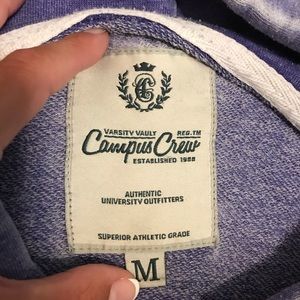 C
VARSITY VAULT REG.TM
Campus Crew
ESTABLISHED 1988
AUTHENTIC
UNIVERSITY OUTFITTERS
SUPERIOR ATHLETIC GRADE
M